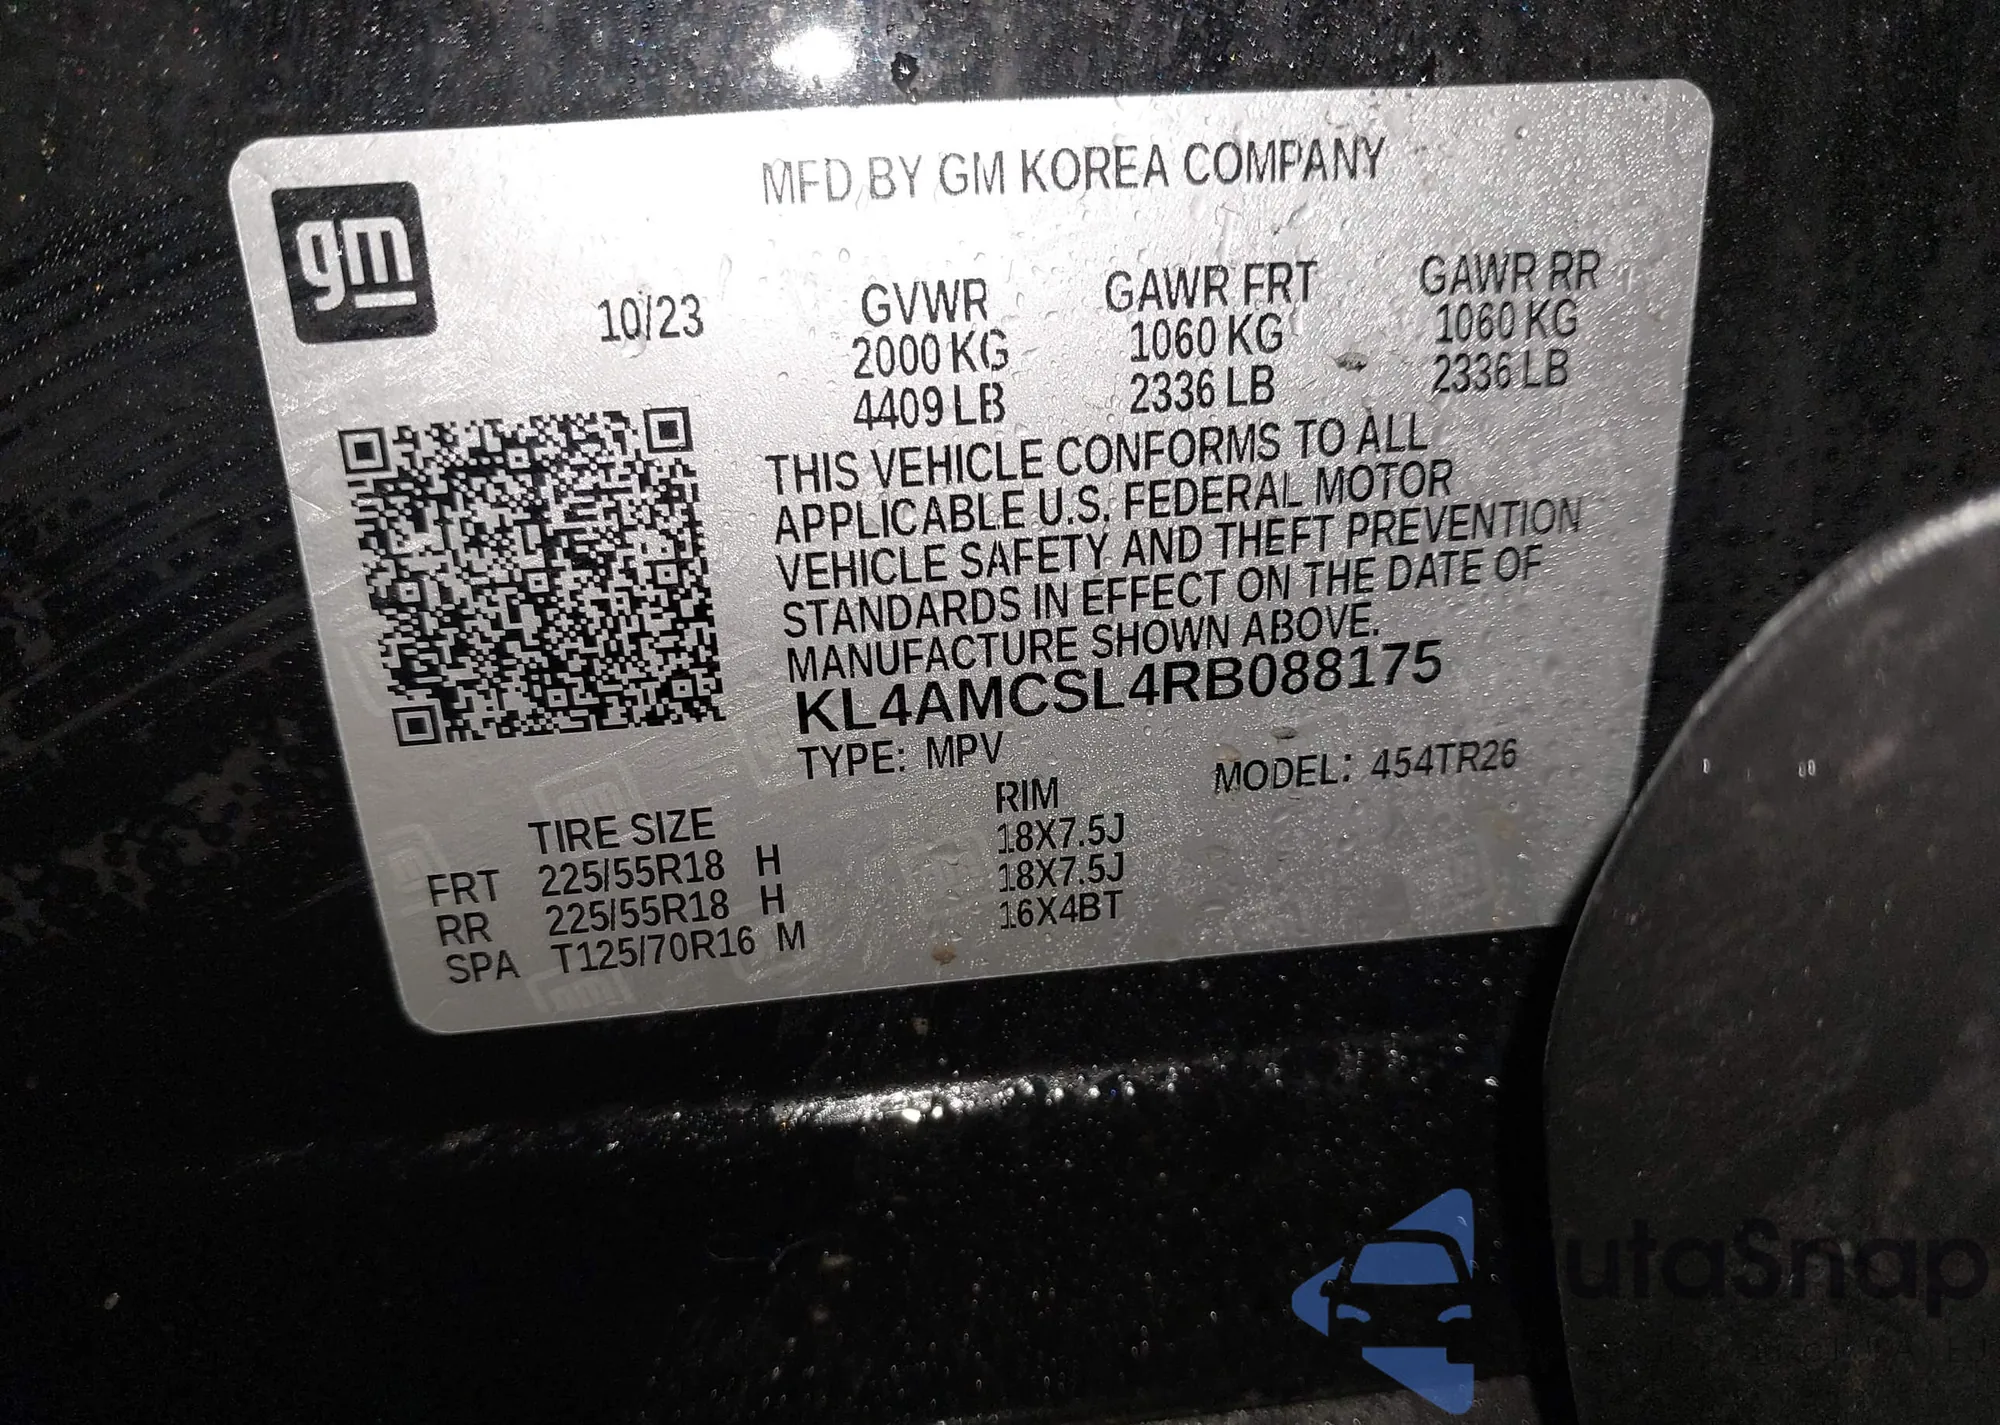 MFD BY GM KOREA COMPANY
gm
10/23
GVWR GAWR FRT GAWR RR
2000 KG 1060 KG 1060 KG
4409 LB 2336 LB 2336 LB
THIS VEHICLE CONFORMS TO ALL
APPLICABLE U.S. FEDERAL MOTOR
VEHICLE SAFETY AND THEFT PREVENTION
STANDARDS IN EFFECT ON THE DATE OF
MANUFACTURE SHOWN ABOVE.
KL4AMCSL4RB088175
TYPE: MPV MODEL: 454TR26
TIRE SIZE RIM
FRT 225/55R18 H 18X7.5J
RR 225/55R18 H 18X7.5J
SPA T125/70R16 M 16X4BT
utaSnap